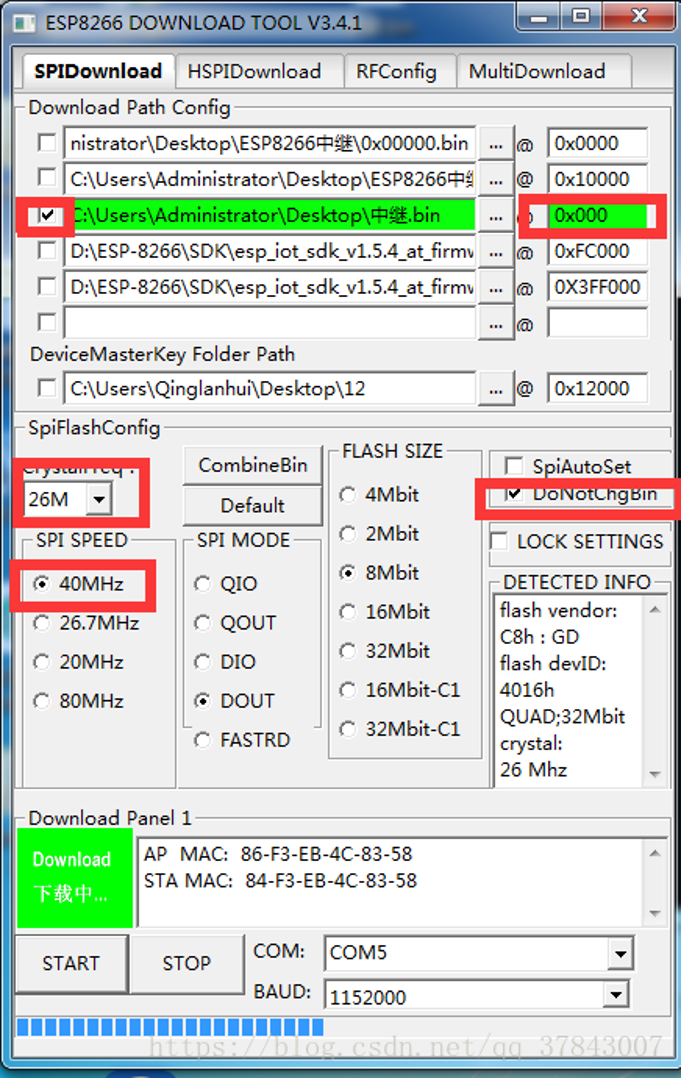 ESP8266 DOWNLOAD TOOL V3.4.1
SPIDownload HSPIDownload RFConfig MultiDownload
Download Path Config
nistrator\Desktop\ESP8266中继\0x00000.bin ... @ 0x0000
C:\Users\Administrator\Desktop\ESP8266中继 ... @ 0x10000
C:\Users\Administrator\Desktop\中继.bin ... @ 0x000
D:\ESP-8266\SDK\esp_iot_sdk_v1.5.4_at_firmw ... @ 0xFC000
D:\ESP-8266\SDK\esp_iot_sdk_v1.5.4_at_firmw ... @ 0X3FF000
... @
DeviceMasterKey Folder Path
C:\Users\Qinglanhui\Desktop\12 ... @ 0x12000
SpiFlashConfig
CrystalFreq :
26M
CombineBin
Default
SPI SPEED
40MHz
26.7MHz
20MHz
80MHz
SPI MODE
QIO
QOUT
DIO
DOUT
FASTRD
FLASH SIZE
4Mbit
2Mbit
8Mbit
16Mbit
32Mbit
16Mbit-C1
32Mbit-C1
SpiAutoSet
DoNotChgBin
LOCK SETTINGS
DETECTED INFO
flash vendor:
C8h : GD
flash devID:
4016h
QUAD;32Mbit
crystal:
26 Mhz
Download Panel 1
Download
下载中...
AP MAC: 86-F3-EB-4C-83-58
STA MAC: 84-F3-EB-4C-83-58
START STOP
COM: COM5
BAUD: 1152000
https://blog.csdn.net/qq_37843007